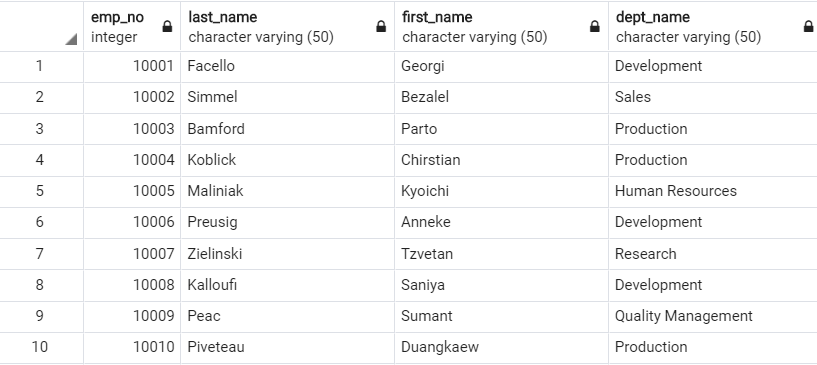 emp_no last_name first_name dept_name
integer character varying (50) character varying (50) character varying (50)
1 10001 Facello Georgi Development
2 10002 Simmel Bezalel Sales
3 10003 Bamford Parto Production
4 10004 Koblick Chirstian Production
5 10005 Maliniak Kyoichi Human Resources
6 10006 Preusig Anneke Development
7 10007 Zielinski Tzvetan Research
8 10008 Kalloufi Saniya Development
9 10009 Peac Sumant Quality Management
10 10010 Piveteau Duangkaew Production